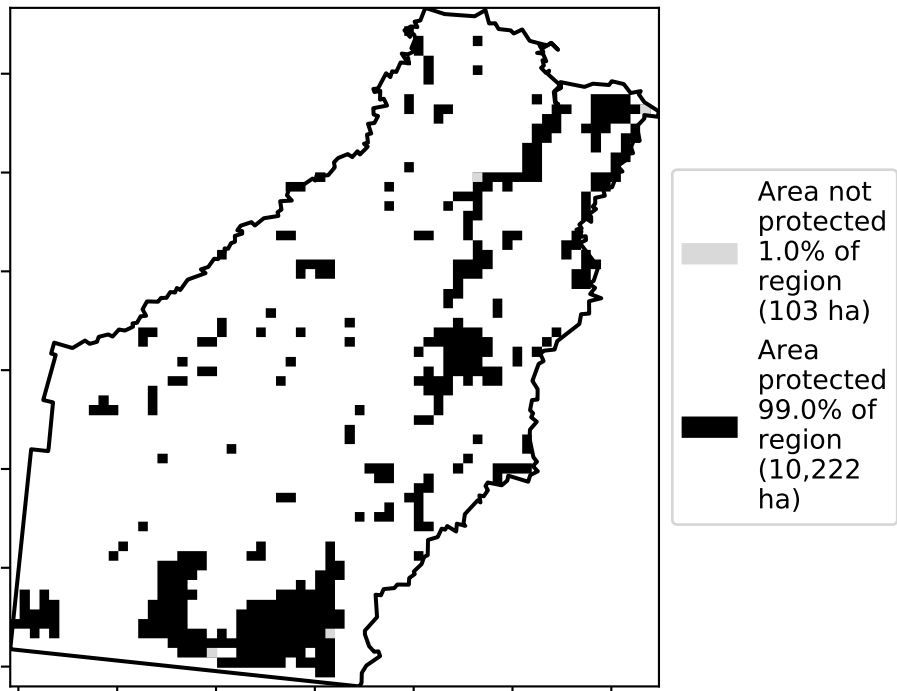 Area not
protected
1.0% of
region
(103 ha)
Area
protected
99.0% of
region
(10,222
ha)